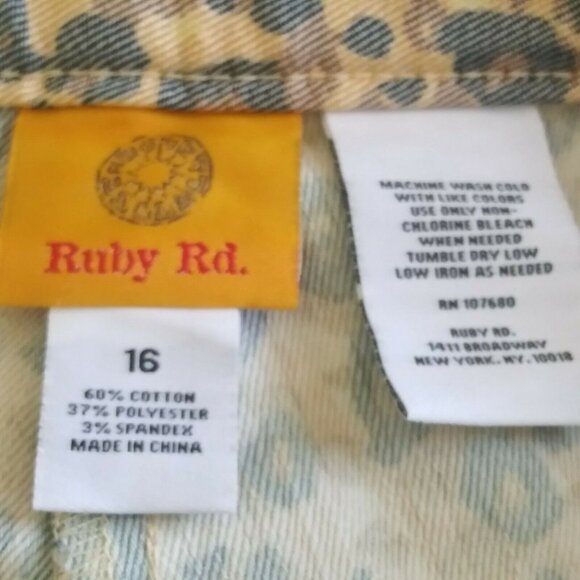 Ruby Rd.
16
60% COTTON
37% POLYESTER
3% SPANDEX
MADE IN CHINA
MACHINE WASH COLD
WITH LIKE COLORS
USE ONLY NON-
CHLORINE BLEACH
WHEN NEEDED
TUMBLE DRY LOW
LOW IRON AS NEEDED
RN 107680
RUBY RD.
1411 BROADWAY
NEW YORK. NY. 10018